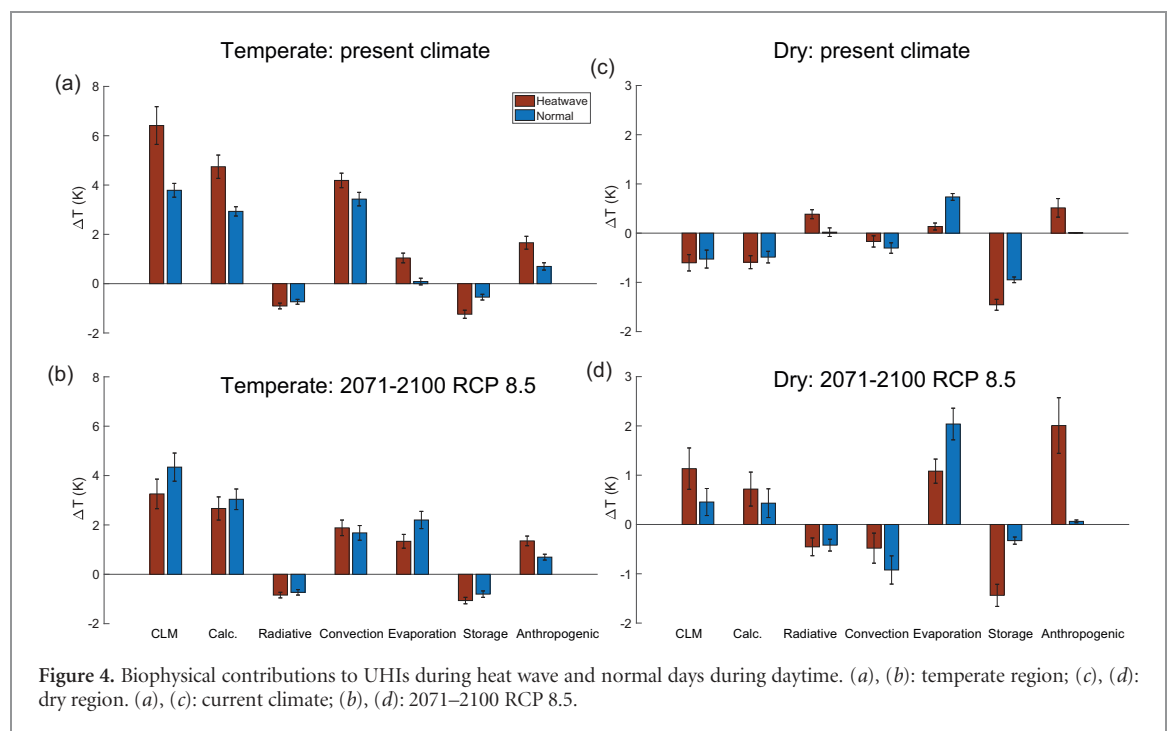 Temperate: present climate
(a)
8
6
4
2
0
-2
ΔT (K)
Heatwave
Normal
Dry: present climate
(c)
3
2
1
0
-1
-2
ΔT (K)
Temperate: 2071-2100 RCP 8.5
(b)
8
6
4
2
0
-2
ΔT (K)
CLM Calc. Radiative Convection Evaporation Storage Anthropogenic
Dry: 2071-2100 RCP 8.5
(d)
3
2
1
0
-1
-2
ΔT (K)
CLM Calc. Radiative Convection Evaporation Storage Anthropogenic
Figure 4. Biophysical contributions to UHIs during heat wave and normal days during daytime. (a), (b): temperate region; (c), (d):
dry region. (a), (c): current climate; (b), (d): 2071–2100 RCP 8.5.